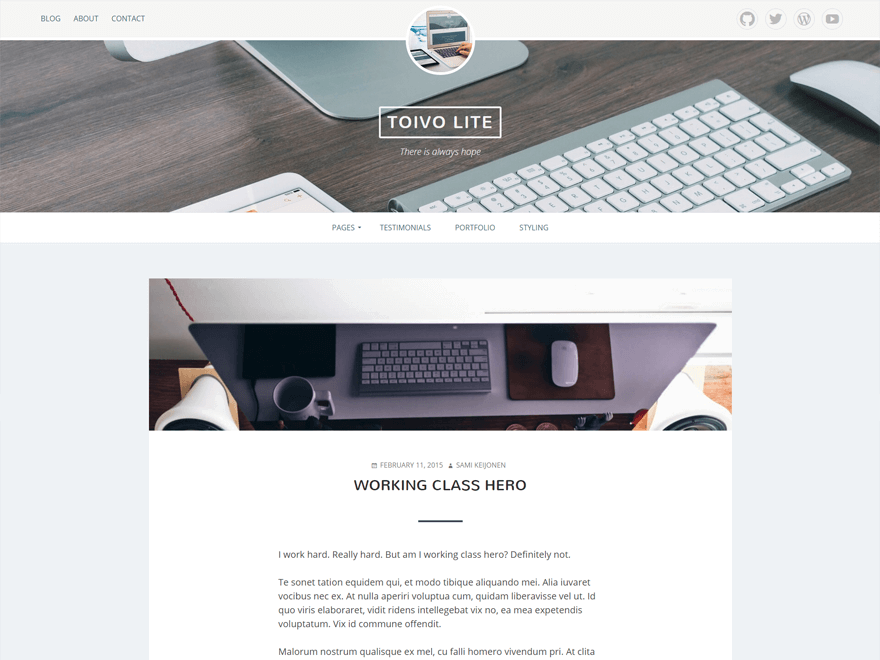 BLOG ABOUT CONTACT
TOIVO LITE
There is always hope
PAGES TESTIMONIALS PORTFOLIO STYLING
FEBRUARY 11, 2015 SAMI KEIJONEN
WORKING CLASS HERO
I work hard. Really hard. But am I working class hero? Definitely not.
Te sonet tation equidem qui, et modo tibique aliquando mei. Alia iuvaret
vocibus nec ex. At nulla aperiri voluptua cum, quidam liberavisse vel ut. Id
quo viris elaboraret, vidit ridens intellegebat vix no, ea mea expetendis
voluptatum. Vix id commune offendit.
Malorum nostrum qualisque ex mel, cu falli homero vivendum pri. At clita